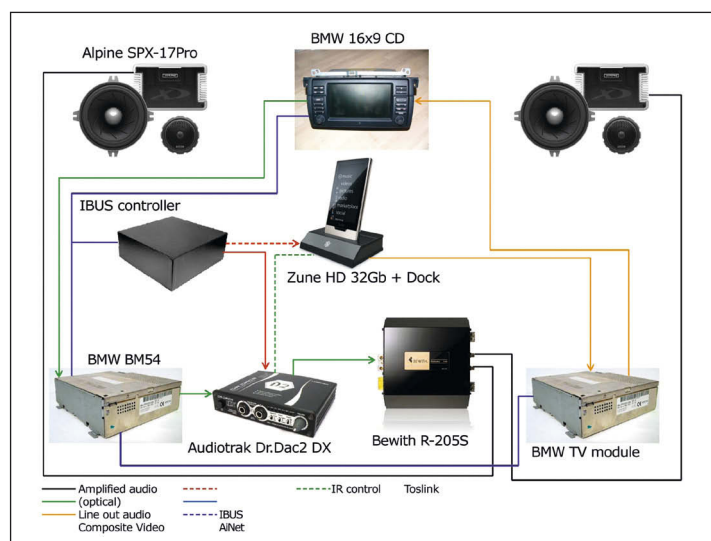 Alpine SPX-17Pro
BMW 16x9 CD
IBUS controller
Zune HD 32Gb + Dock
BMW BM54
Audiotrak Dr.Dac2 DX
Bewith R-205S
BMW TV module
Amplified audio
IR control
Toslink
(optical)
Line out audio
IBUS
Composite Video
AiNet